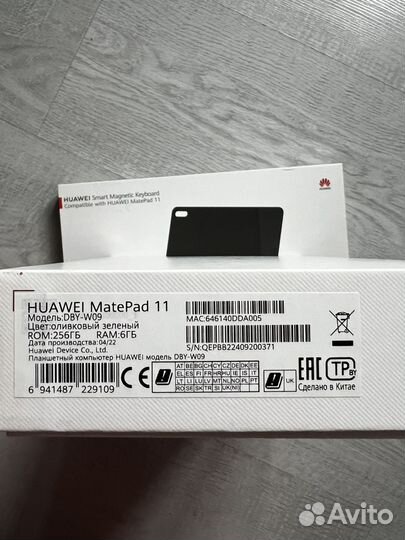 HUAWEI Smart Magnetic Keyboard
Compatible with HUAWEI MatePad 11
HUAWEI
HUAWEI MatePad 11
Модель:DBY-W09
Цвет:оливковый зеленый
ROM:256ГБ RAM:6ГБ
Дата производства:04/22
Huawei Device Co., Ltd.
Планшетный компьютер HUAWEI модель DBY-W09
MAC:646140DDA005
S/N:QEPBB22409200371
6 941487 229109
CE
AT BE BG CH CY CZ DE DK EE
EL ES FI FR HR HU IE IS IT
LT LI LU LV MT NL NO PL PT
RO SE SK TR SI UK(NI)
UK
EAC
TP
BY
Сделано в Китае
Avito